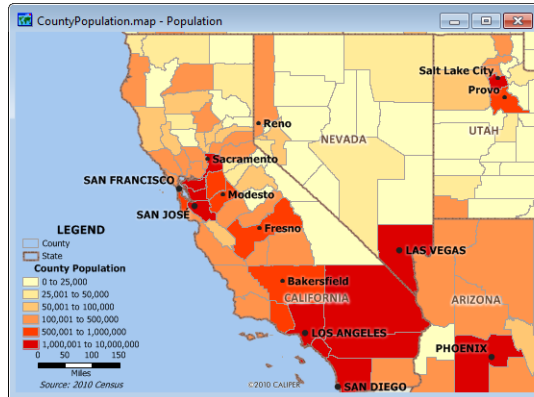 CountyPopulation.map - Population
Salt Lake City
Provo
Reno
NEVADA
UTAH
Sacramento
SAN FRANCISCO
Modesto
SAN JOSÉ
Fresno
LAS VEGAS
Bakersfield
CALIFORNIA
ARIZONA
LOS ANGELES
PHOENIX
SAN DIEGO
LEGEND
County
State
County Population
0 to 25,000
25,001 to 50,000
50,001 to 100,000
100,001 to 500,000
500,001 to 1,000,000
1,000,001 to 10,000,000
0 50 100 150
Miles
Source: 2010 Census
©2010 CALIPER